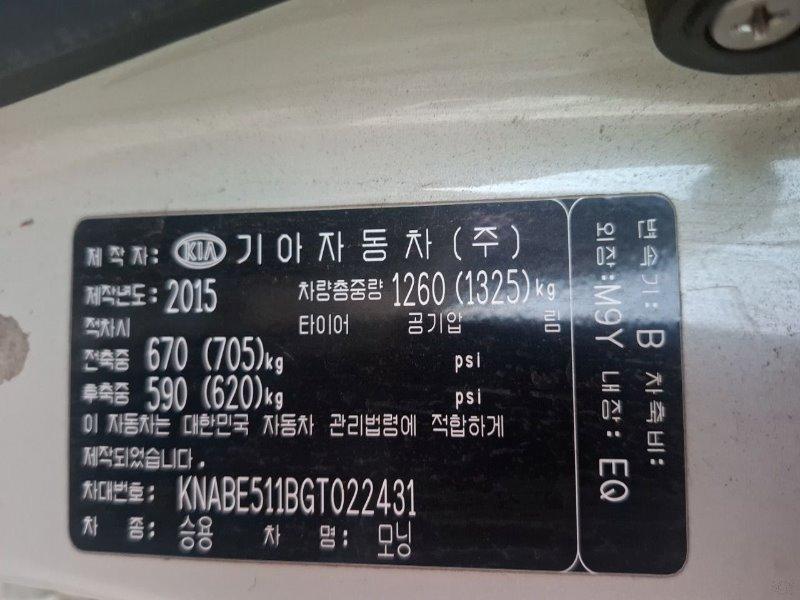 제 작 자: KIA 기 아 자 동 차 ( 주 )
제작년도: 2015 차량총중량 1260 (1325) kg
적차시 타이어 공기압 림
전축중 670 (705)kg psi
후축중 590 (620)kg psi
이 자동차는 대한민국 자동차 관리법령에 적합하게
제작되었습니다.
차대번호: KNABE511BGT022431
차 종: 승용 차 명: 모닝
변속기: B 차축비:
외장:M9Y 내장: EQ